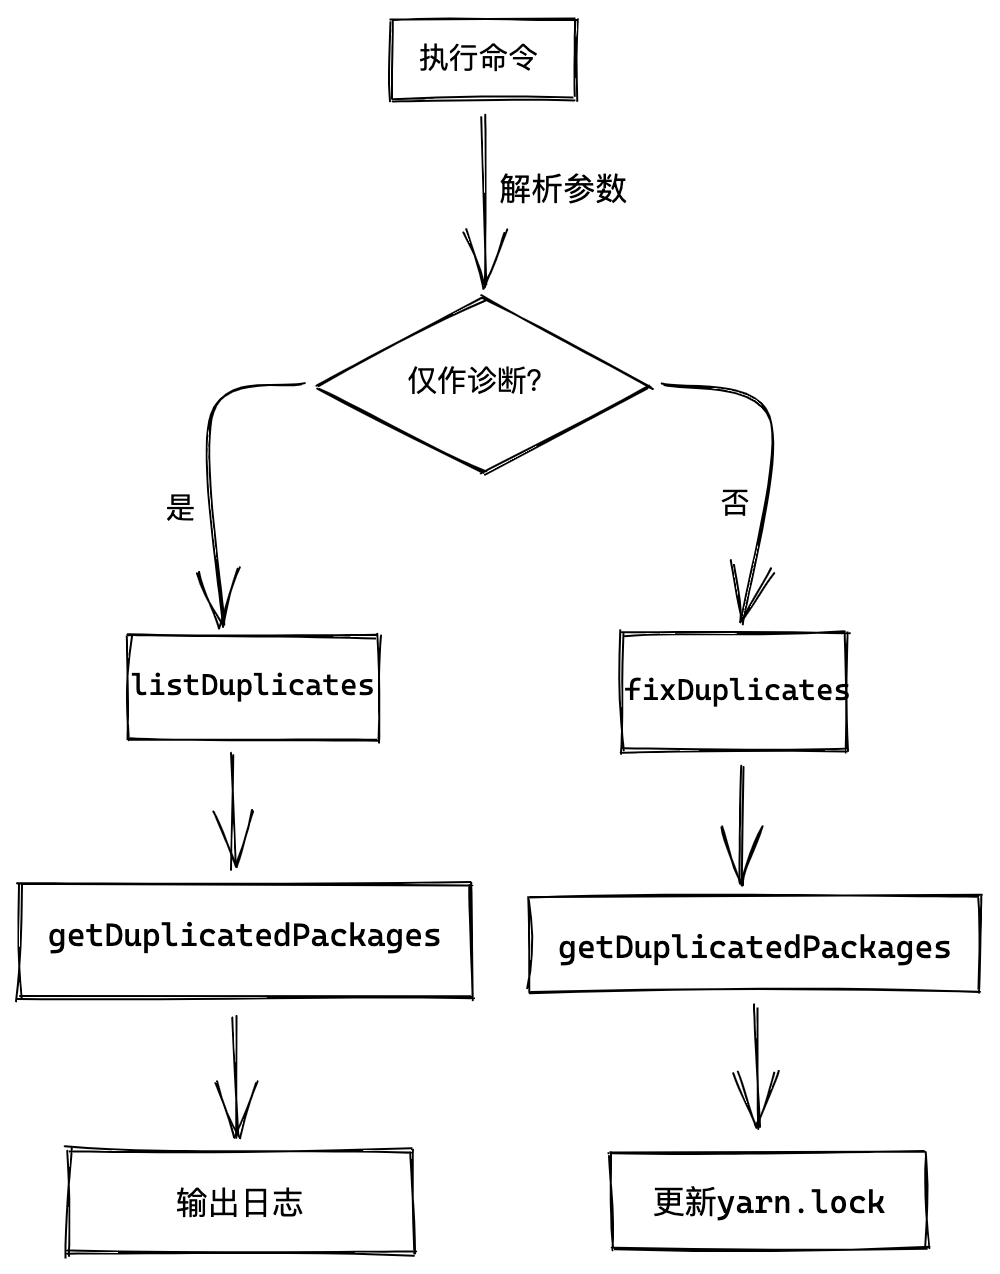 执行命令
解析参数
仅作诊断?
是
否
listDuplicates
fixDuplicates
getDuplicatedPackages
getDuplicatedPackages
输出日志
更新yarn.lock